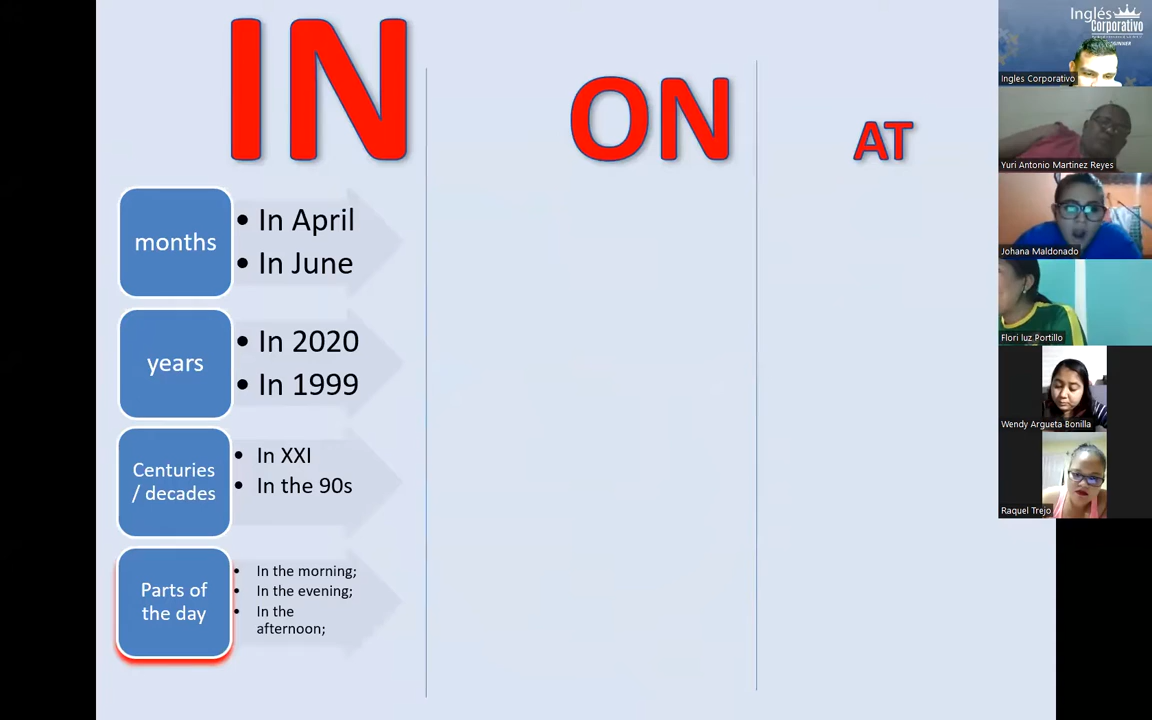 IN
ON
AT
months
• In April
• In June
years
• In 2020
• In 1999
Centuries
/ decades
• In XXI
• In the 90s
Parts of
the day
• In the morning;
• In the evening;
• In the
afternoon;
Inglés
Corporativo
Ingles Corporativo
Yuri Antonio Martinez Reyes
Johana Maldonado
Flori luz Portillo
Wendy Argueta Bonilla
Raquel Trejo